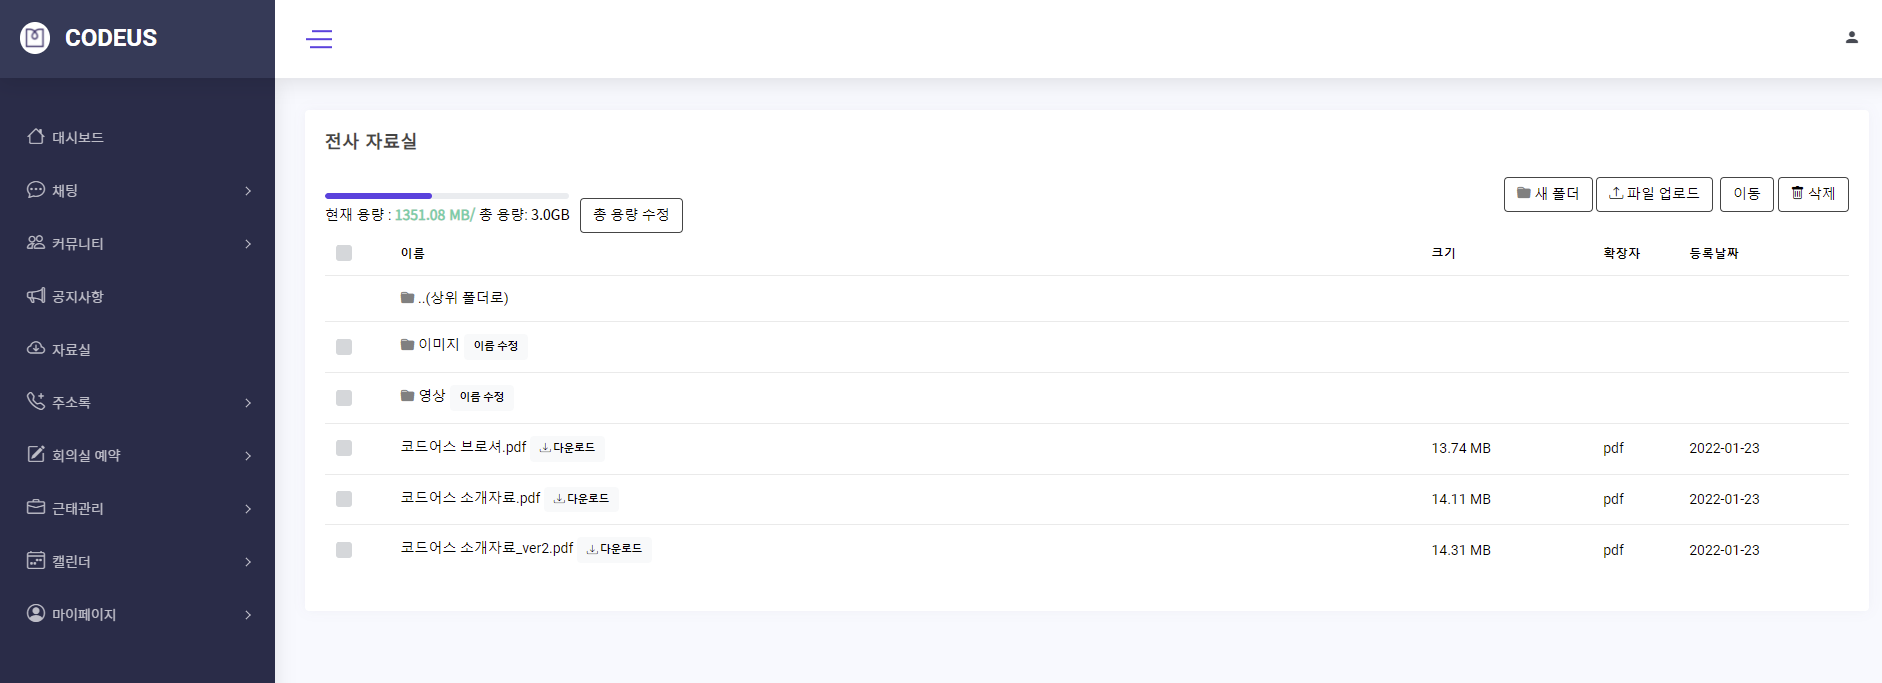 CODEUS
대시보드
채팅
커뮤니티
공지사항
자료실
주소록
회의실 예약
근태관리
캘린더
마이페이지
전사 자료실
현재 용량 : 1351.08 MB/ 총 용량: 3.0GB 총 용량 수정
새 폴더 파일 업로드 이동 삭제
이름 크기 확장자 등록날짜
..(상위 폴더로)
이미지 이름 수정
영상 이름 수정
코드어스 브로셔.pdf 다운로드 13.74 MB pdf 2022-01-23
코드어스 소개자료.pdf 다운로드 14.11 MB pdf 2022-01-23
코드어스 소개자료_ver2.pdf 다운로드 14.31 MB pdf 2022-01-23